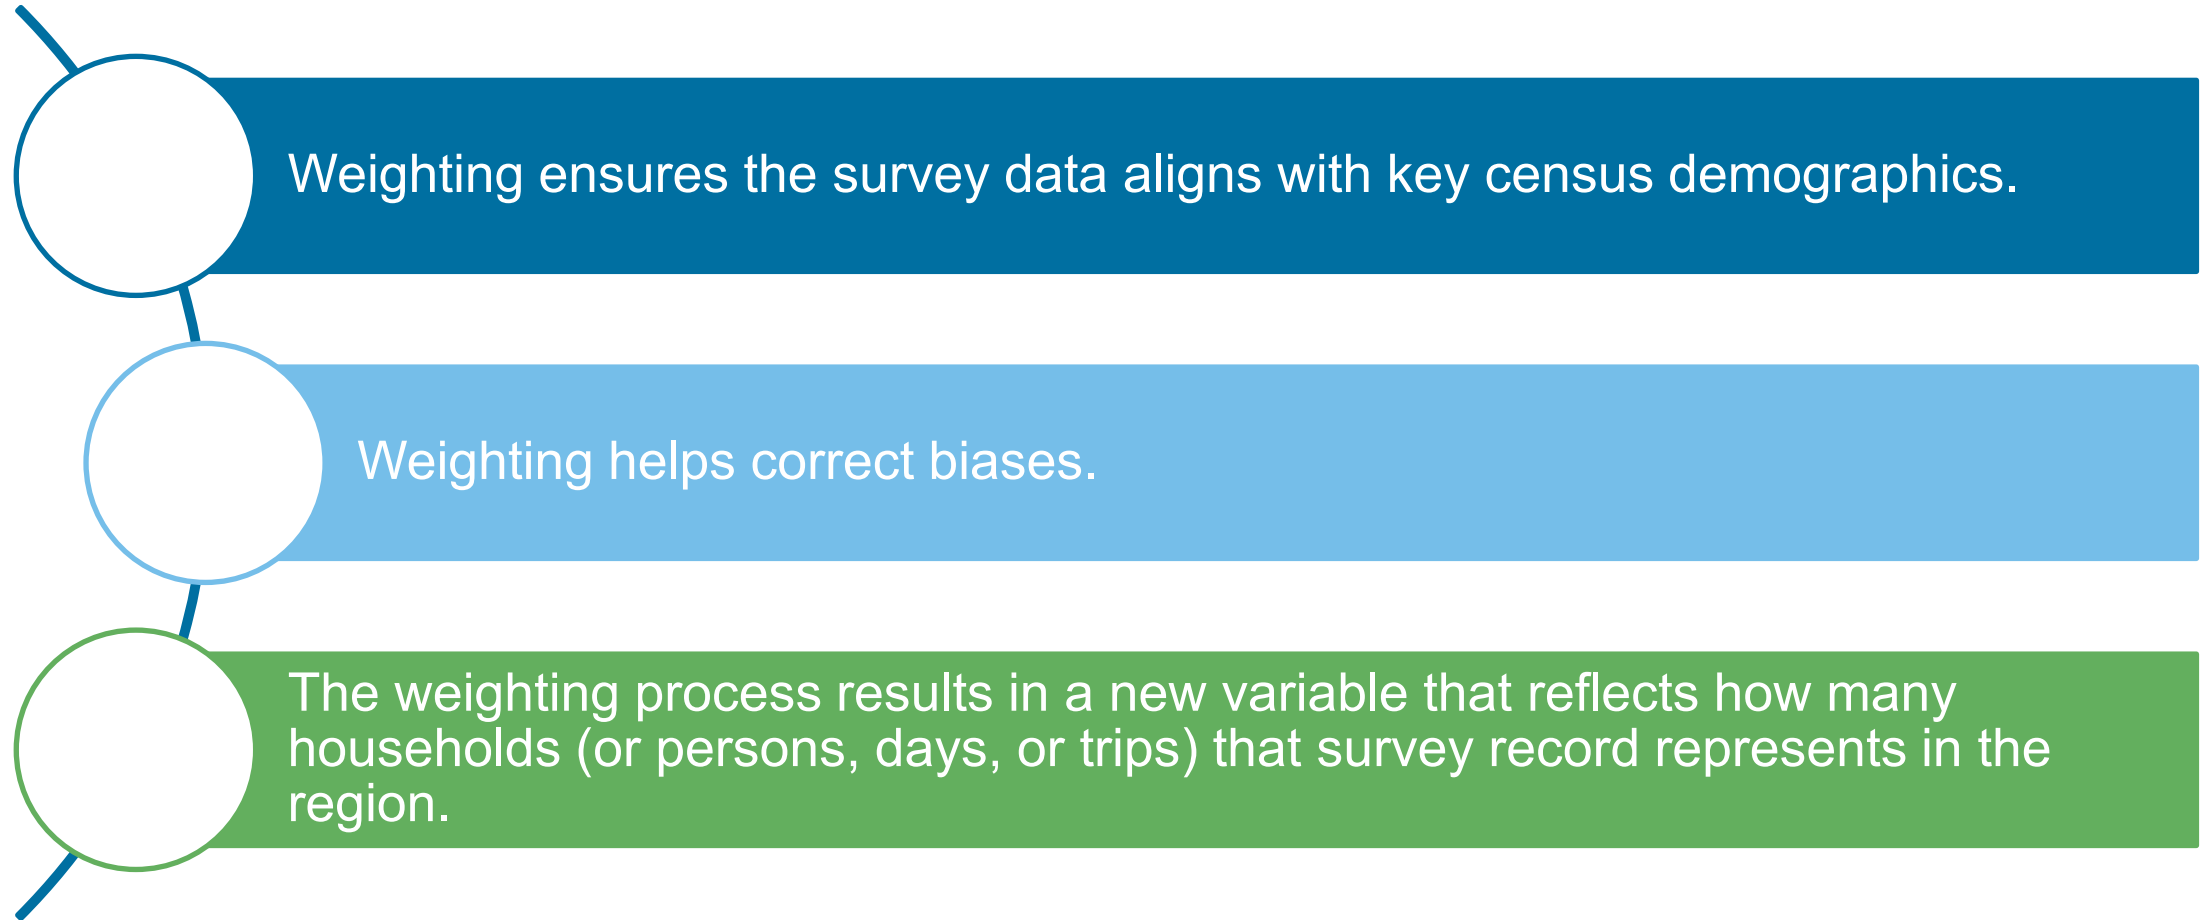 Weighting ensures the survey data aligns with key census demographics.
Weighting helps correct biases.
The weighting process results in a new variable that reflects how many
households (or persons, days, or trips) that survey record represents in the
region.